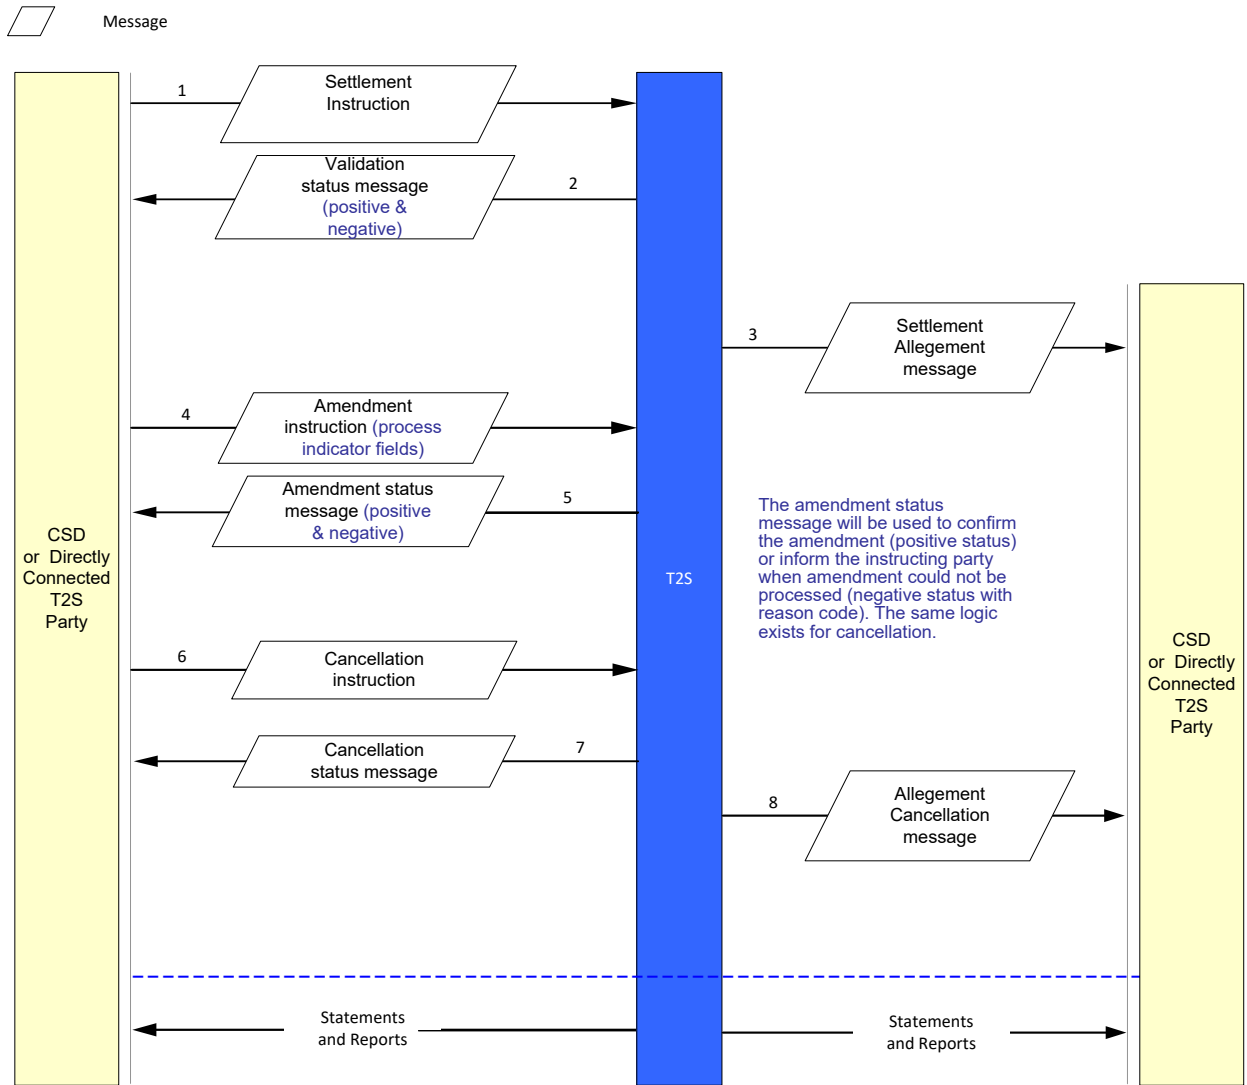 Message
1
Settlement
Instruction
Validation
status message
(positive &
negative)
2
3
Settlement
Allegement
message
4
Amendment
instruction (process
indicator fields)
Amendment status
message (positive
& negative)
5
The amendment status
message will be used to confirm
the amendment (positive status)
or inform the instructing party
when amendment could not be
processed (negative status with
reason code). The same logic
exists for cancellation.
CSD
or Directly
Connected
T2S
Party
T2S
CSD
or Directly
Connected
T2S
Party
6
Cancellation
instruction
Cancellation
status message
7
8
Allegement
Cancellation
message
Statements
and Reports
Statements
and Reports